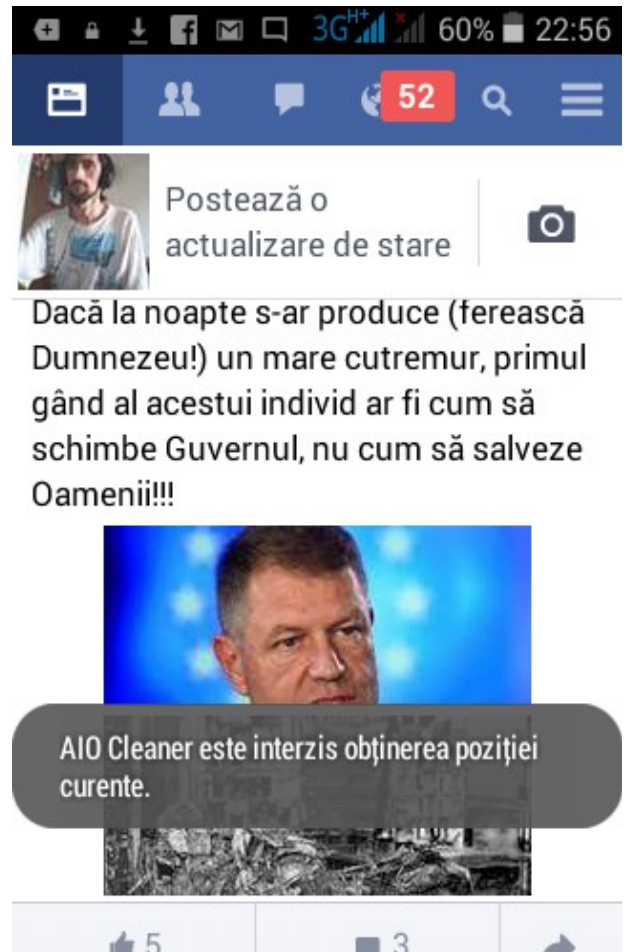 3G H+ 60% 22:56
52
Postează o
actualizare de stare
Dacă la noapte s-ar produce (ferească
Dumnezeu!) un mare cutremur, primul
gând al acestui individ ar fi cum să
schimbe Guvernul, nu cum să salveze
Oamenii!!!
AIO Cleaner este interzis obținerea poziției
curente.
5 3